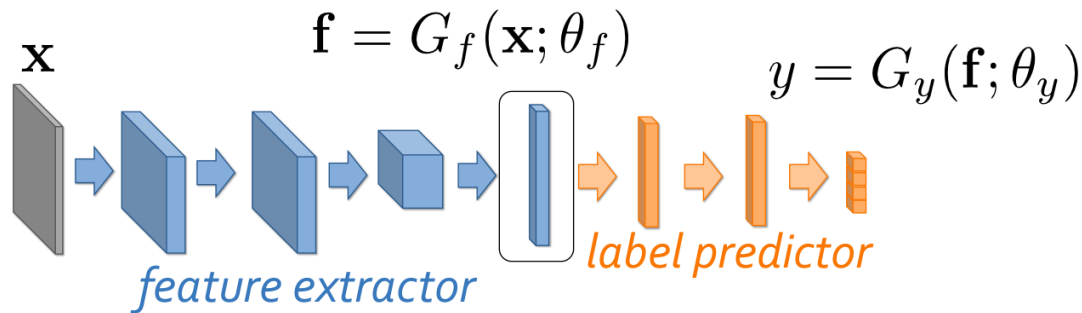 x
f = G_f(x; θ_f)
y = G_y(f; θ_y)
feature extractor
label predictor